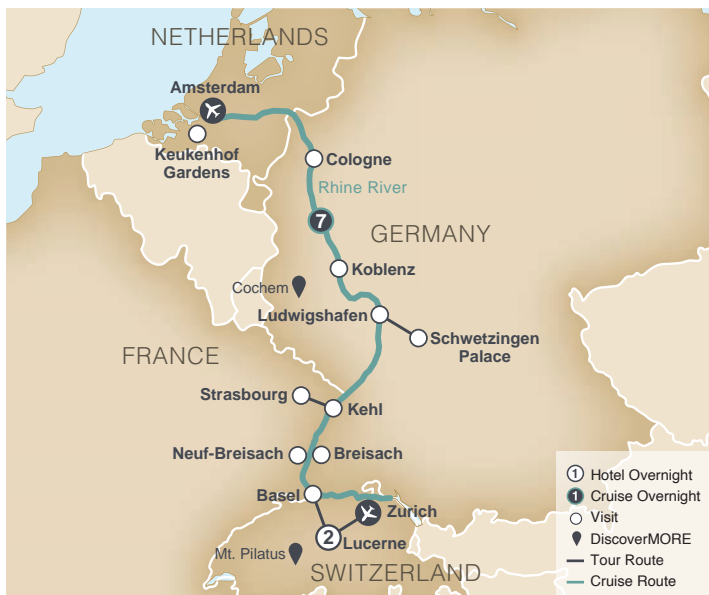 NETHERLANDS
Amsterdam
Keukenhof
Gardens
Cologne
Rhine River
7
GERMANY
Koblenz
Cochem
Ludwigshafen
Schwetzingen
Palace
FRANCE
Strasbourg
Kehl
Neuf-Breisach
Breisach
Basel
Zurich
2
Lucerne
Mt. Pilatus
SWITZERLAND
1 Hotel Overnight
1 Cruise Overnight
Visit
DiscoverMORE
Tour Route
Cruise Route